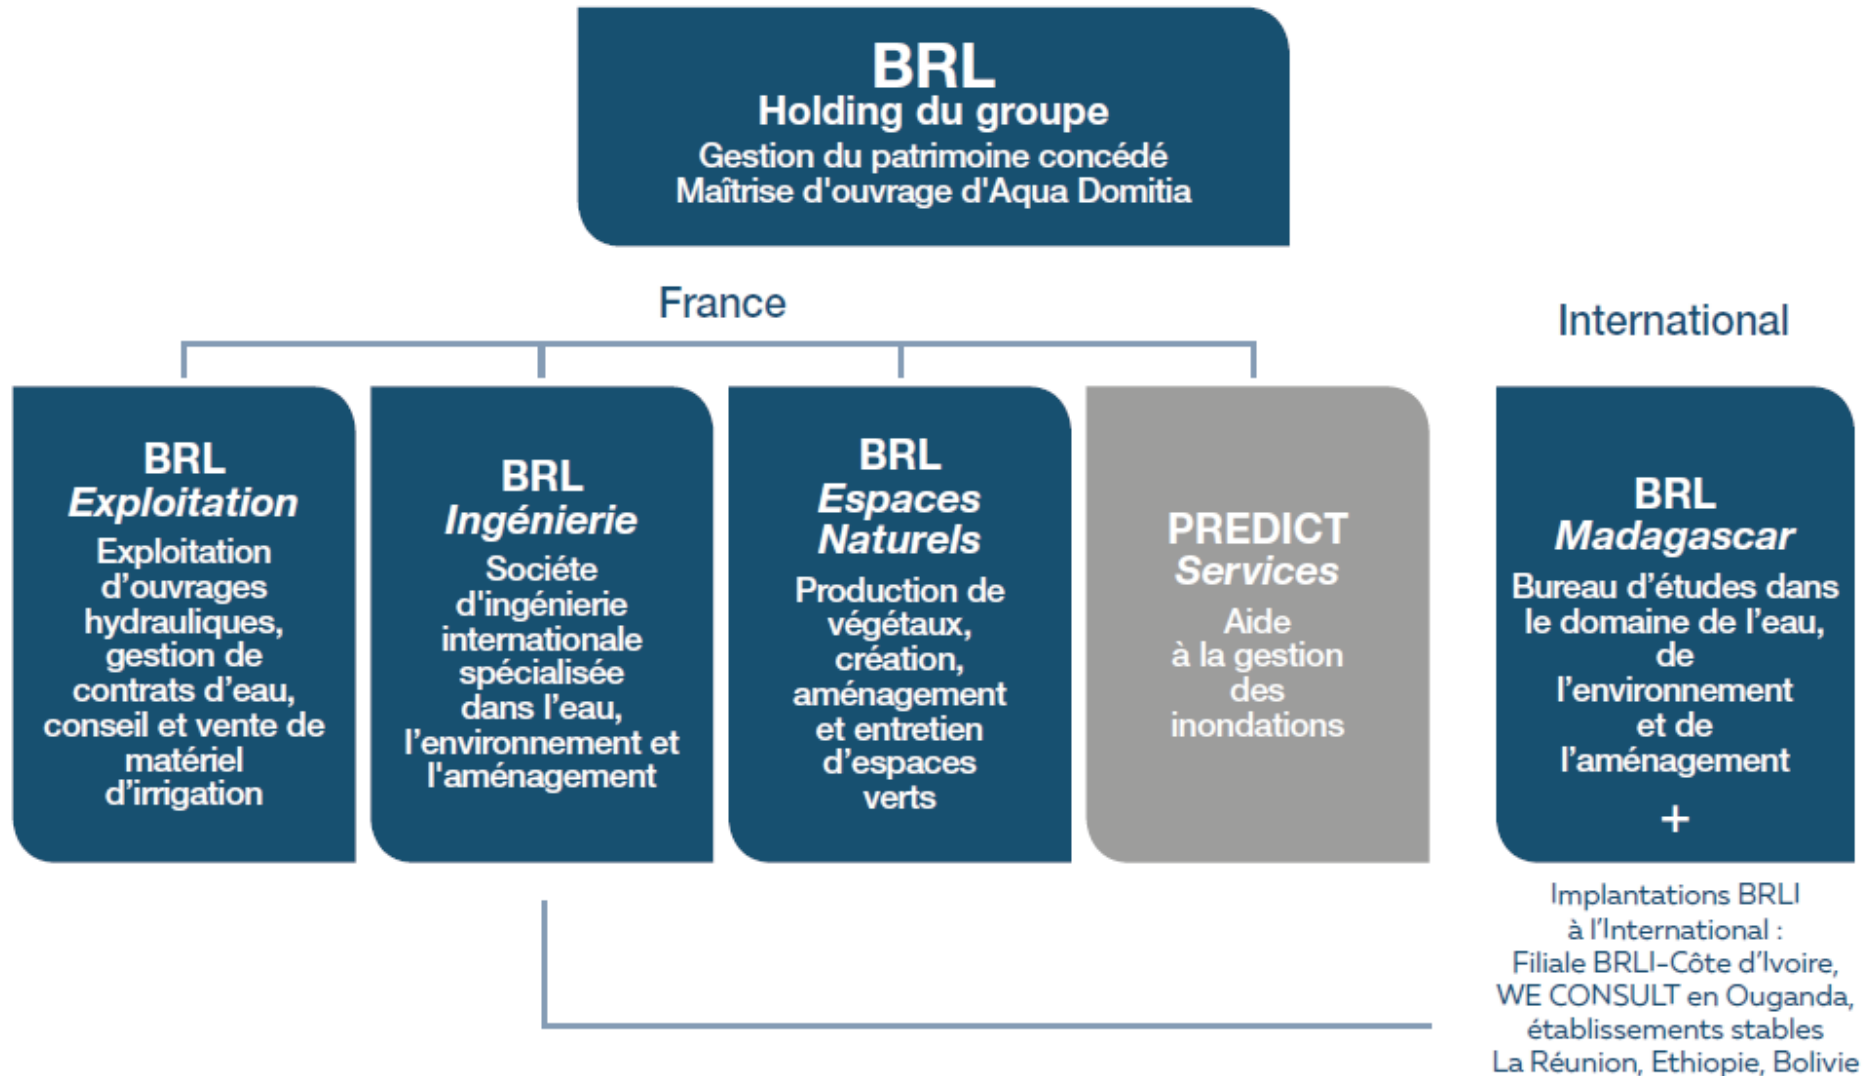 BRL
Holding du groupe
Gestion du patrimoine concédé
Maîtrise d'ouvrage d'Aqua Domitia
France
International
BRL
Exploitation
Exploitation
d’ouvrages
hydrauliques,
gestion de
contrats d’eau,
conseil et vente de
matériel
d’irrigation
BRL
Ingénierie
Sociéte
d'ingénierie
internationale
spécialisée
dans l’eau,
l’environnement et
l'aménagement
BRL
Espaces
Naturels
Production de
végétaux,
création,
aménagement
et entretien
d’espaces
verts
PREDICT
Services
Aide
à la gestion
des
inondations
BRL
Madagascar
Bureau d’études dans
le domaine de l’eau,
de
l’environnement
et de
l’aménagement
+
Implantations BRLI
à l’International :
Filiale BRLI-Côte d’Ivoire,
WE CONSULT en Ouganda,
établissements stables
La Réunion, Ethiopie, Bolivie